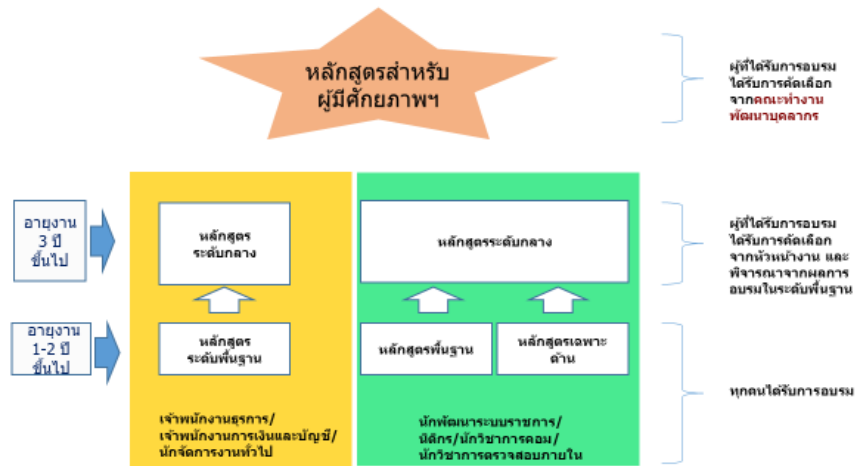 หลักสูตรสำหรับ
ผู้มีศักยภาพฯ
ผู้ที่ได้รับการอบรม
ได้รับการคัดเลือก
จากคณะทำงาน
พัฒนาบุคลากร
อายุงาน
3 ปี
ขึ้นไป
หลักสูตร
ระดับกลาง
หลักสูตรระดับกลาง
ผู้ที่ได้รับการอบรม
ได้รับการคัดเลือก
จากหัวหน้างาน และ
พิจารณาจากผลการ
อบรมในระดับพื้นฐาน
อายุงาน
1-2 ปี
ขึ้นไป
หลักสูตร
ระดับพื้นฐาน
หลักสูตรพื้นฐาน
หลักสูตรเฉพาะ
ด้าน
ทุกคนได้รับการอบรม
เจ้าพนักงานธุรการ/
เจ้าพนักงานการเงินและบัญชี/
นักจัดการงานทั่วไป
นักพัฒนาระบบราชการ/
นิติกร/นักวิชาการคอม/
นักวิชาการตรวจสอบภายใน